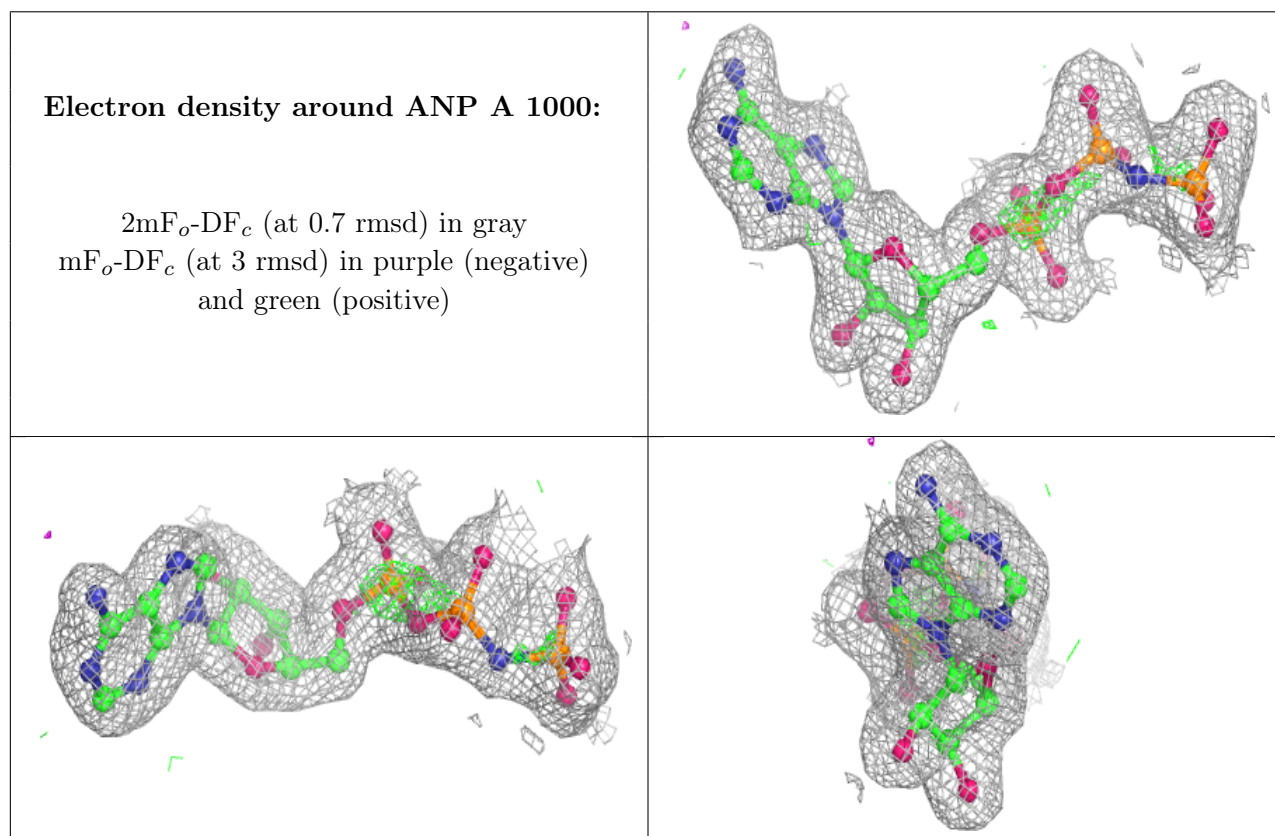 Electron density around ANP A 1000:
2mFₒ-DF𝒸 (at 0.7 rmsd) in gray
mFₒ-DF𝒸 (at 3 rmsd) in purple (negative)
and green (positive)